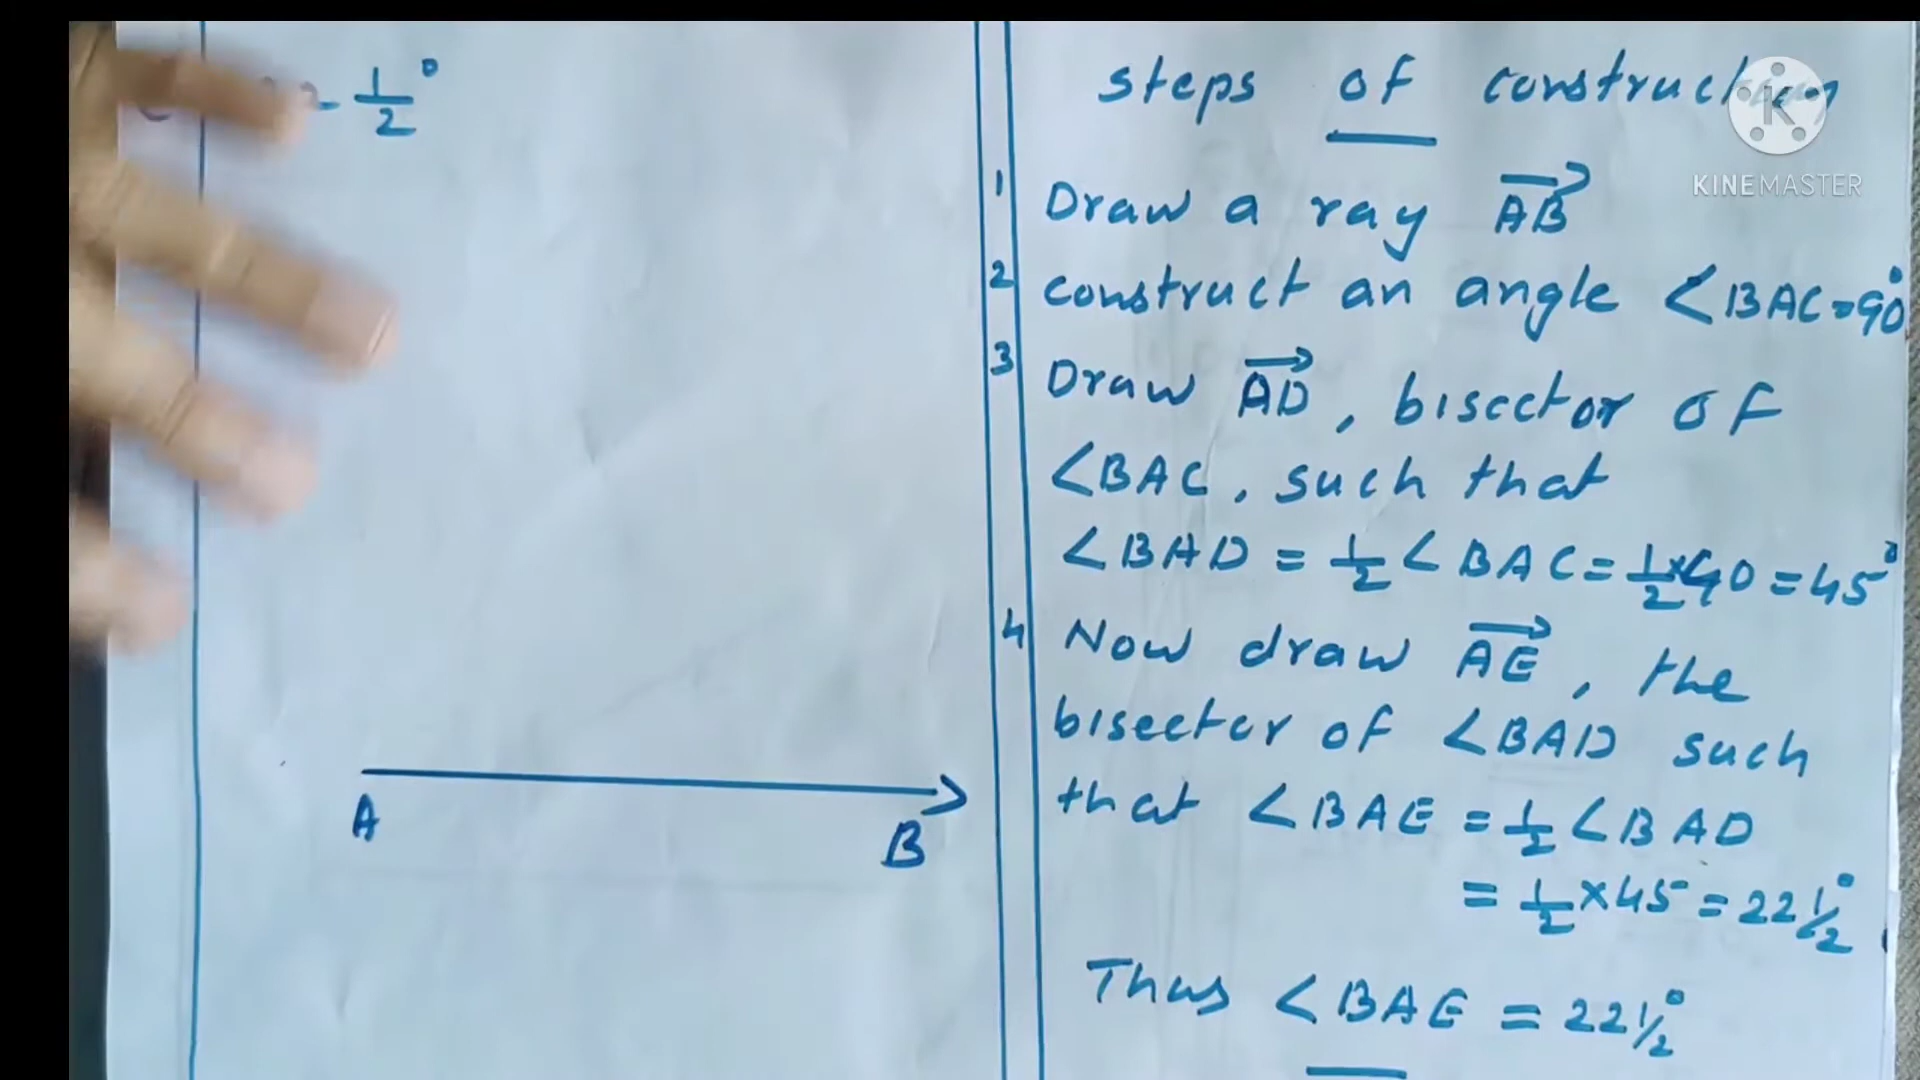 1/2°
steps of construction
KINEMASTER
1 Draw a ray AB
2 construct an angle ∠BAC=90°
3 Draw AD, bisector of
∠BAC, such that
∠BAD = 1/2 ∠BAC = 1/2×90 = 45°
4 Now draw AE, the
bisector of ∠BAD such
that ∠BAE = 1/2 ∠BAD
= 1/2 × 45 = 22 1/2°
Thus ∠BAE = 22 1/2°
A
B